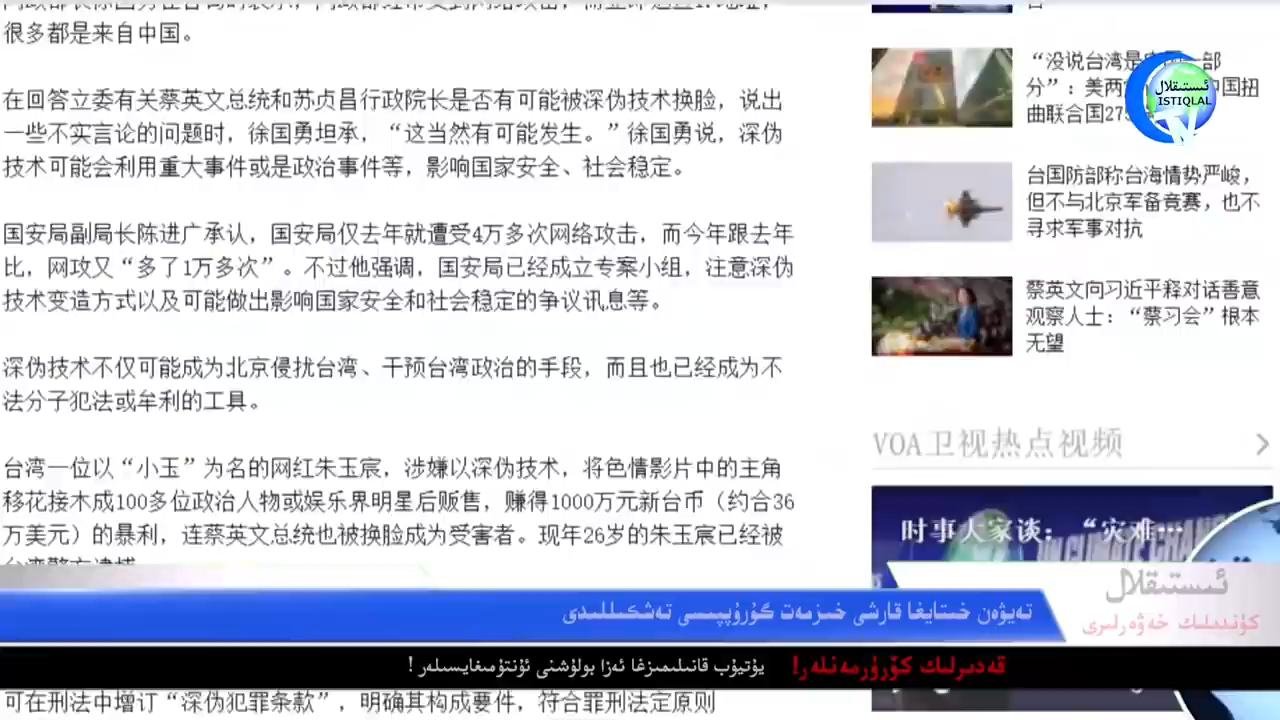 很多都是来自中国。
在回答立委有关蔡英文总统和苏贞昌行政院长是否有可能被深伪技术换脸，说出
一些不实言论的问题时，徐国勇坦承，“这当然有可能发生。”徐国勇说，深伪
技术可能会利用重大事件或是政治事件等，影响国家安全、社会稳定。
国安局副局长陈进广承认，国安局仅去年就遭受4万多次网络攻击，而今年跟去年
比，网攻又“多了1万多次”。不过他强调，国安局已经成立专案小组，注意深伪
技术变造方式以及可能做出影响国家安全和社会稳定的争议讯息等。
深伪技术不仅可能成为北京侵扰台湾、干预台湾政治的手段，而且也已经成为不
法分子犯法或牟利的工具。
台湾一位以“小玉”为名的网红朱玉宸，涉嫌以深伪技术，将色情影片中的主角
移花接木成100多位政治人物或娱乐界明星后贩售，赚得1000万元新台币（约合36
万美元）的暴利，连蔡英文总统也被换脸成为受害者。现年26岁的朱玉宸已经被
可在刑法中增订“深伪犯罪条款”，明确其构成要件，符合罪刑法定原则
“没说台湾是 部
分”：美两 国扭
曲联合国27
台国防部称台海情势严峻，
但不与北京军备竞赛，也不
寻求军事对抗
蔡英文向习近平释对话善意
观察人士：“蔡习会”根本
无望
VOA卫视热点视频
时事大家谈：“灾难…
ئىستىقلال
ISTIQLAL
TV
ئىستىقلال
كۈندىلىك خەۋەرلىرى
تەيۋەن خىتايغا قارشى خىزمەت گۇرۇپپىسى تەشكىللىدى
قەدىرلىك كۆرۈرمەنلەر!
يۇتيۇب قانىلىمىزغا ئەزا بولۇشنى ئۇنتۇمىغايسىلەر !